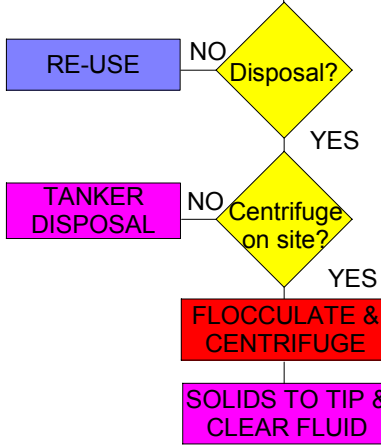 RE-USE
NO
Disposal?
YES
TANKER
DISPOSAL
NO
Centrifuge
on site?
YES
FLOCCULATE &
CENTRIFUGE
SOLIDS TO TIP &
CLEAR FLUID